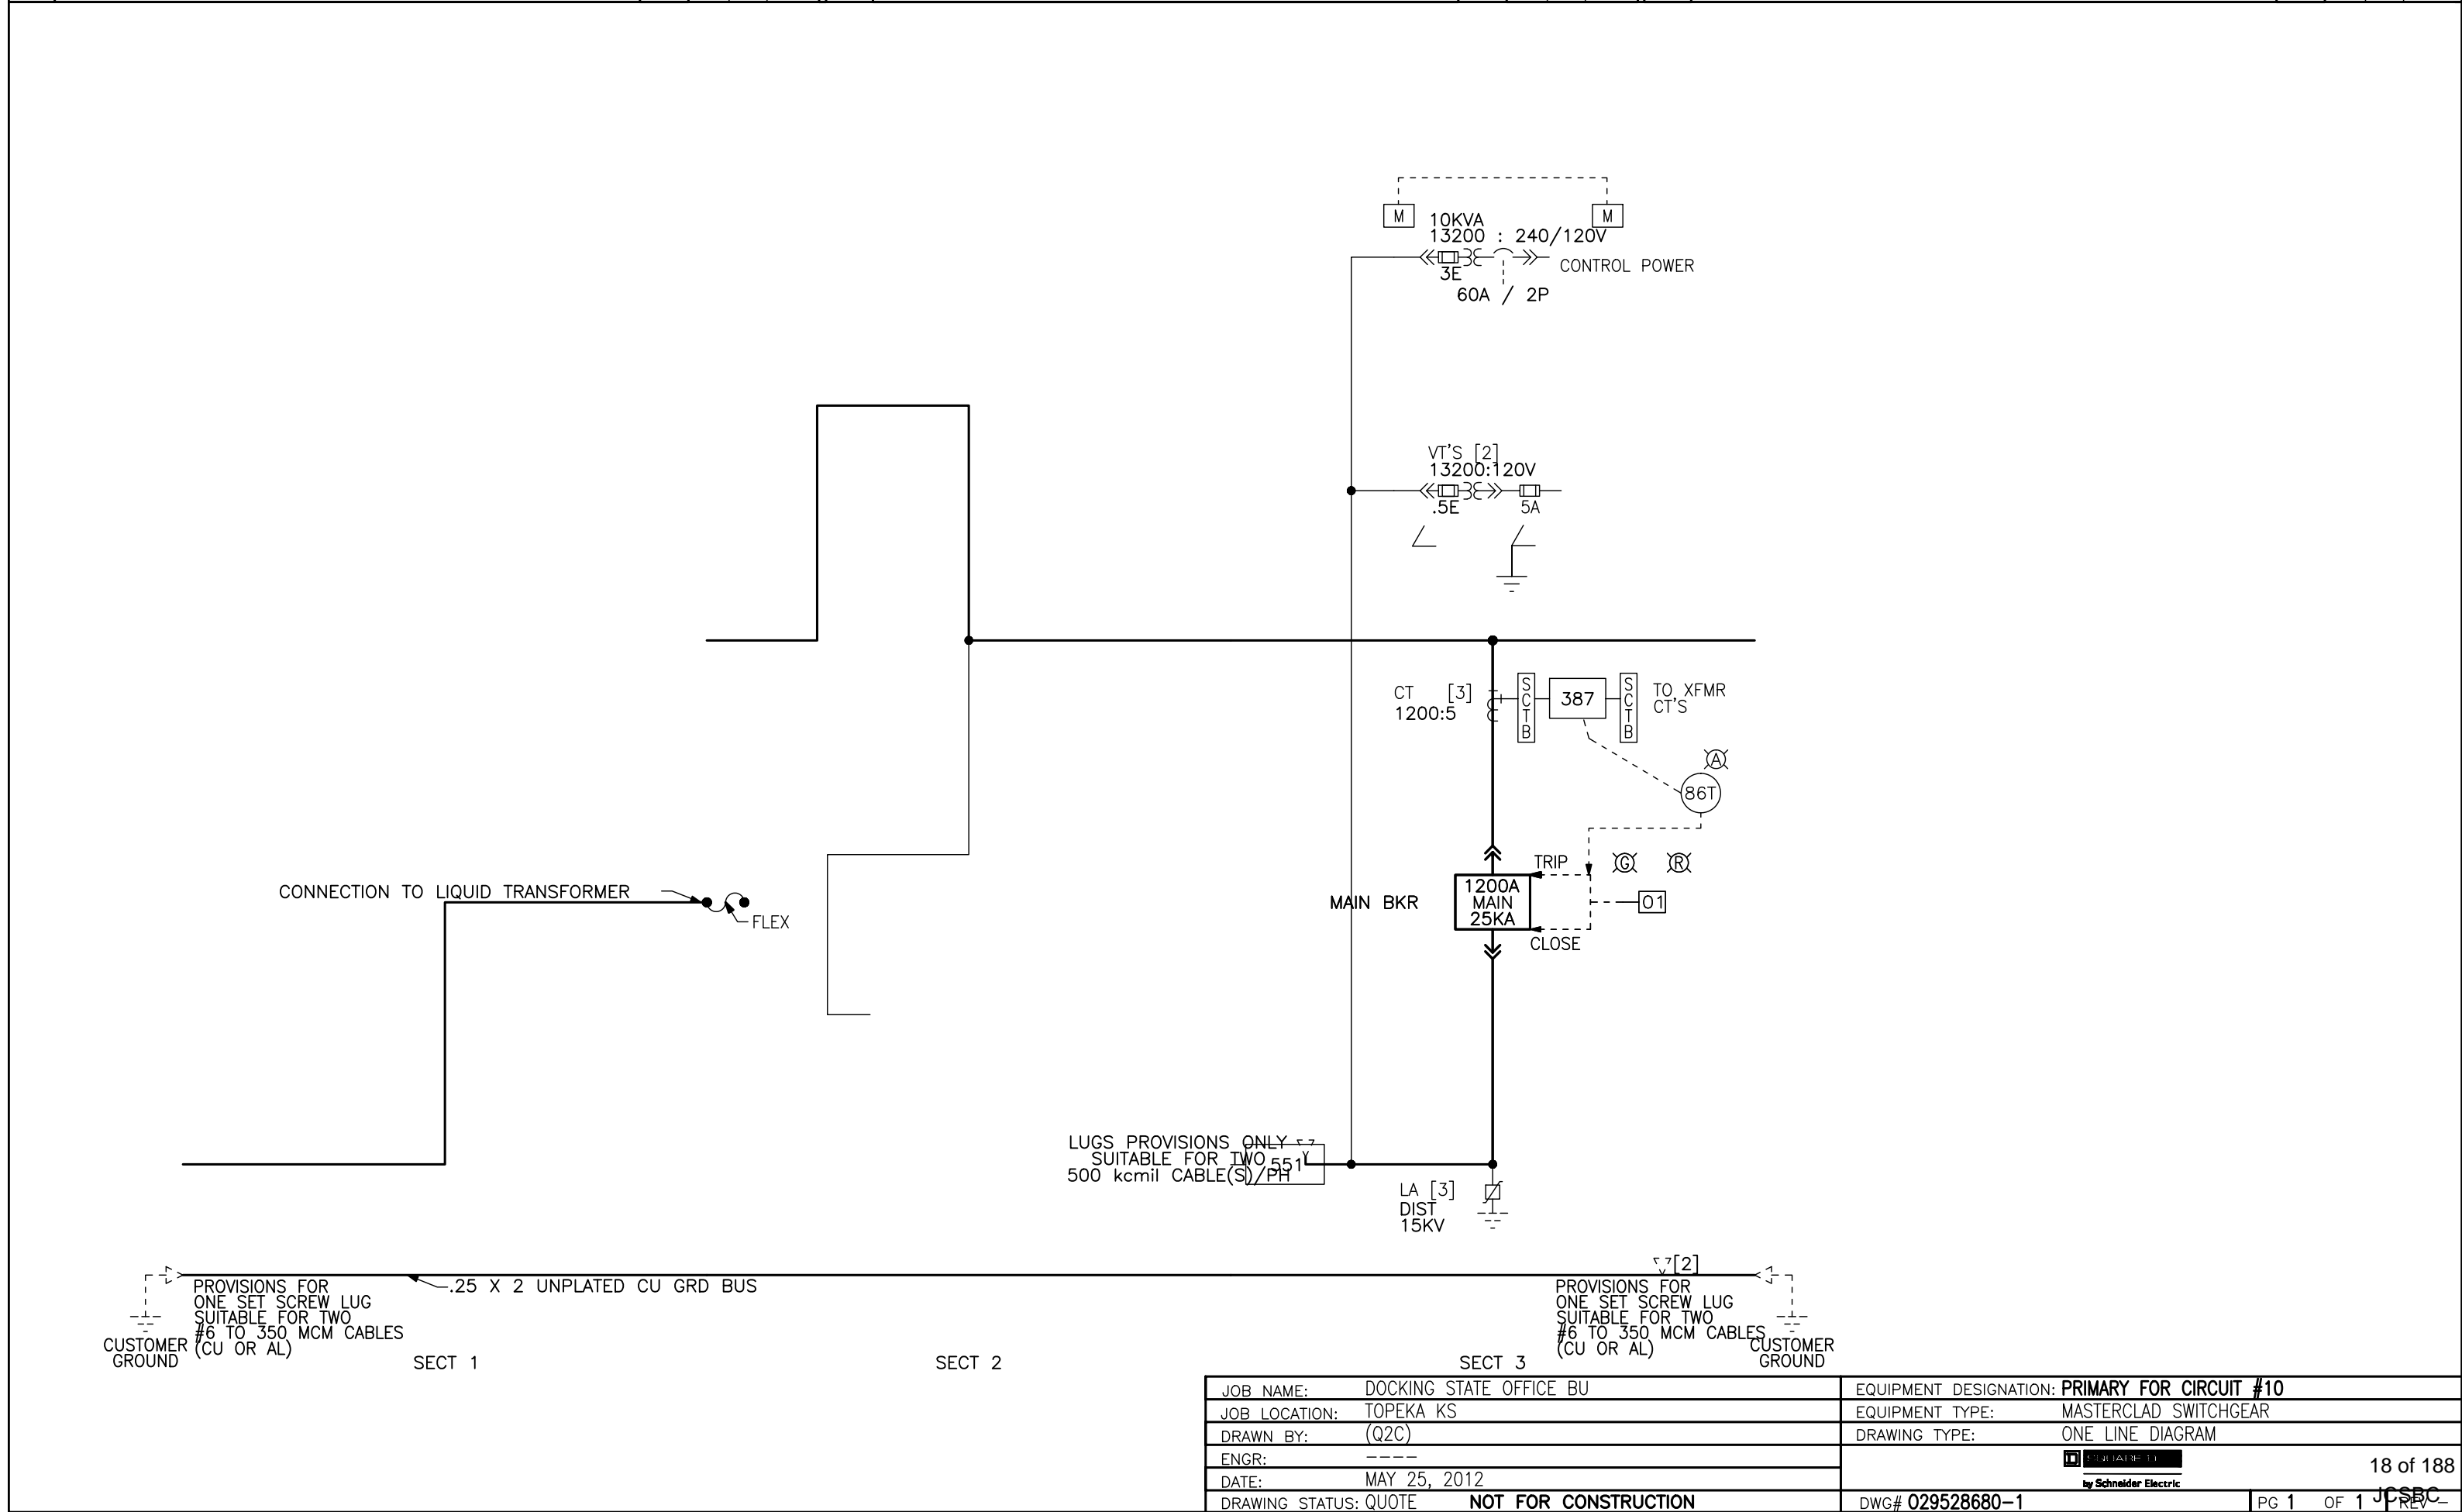 M
M
10KVA
13200 : 240/120V
3E
CONTROL POWER
60A / 2P
VT'S [2]
13200:120V
.5E
5A
CT [3]
1200:5
SCTB
387
SCTB
TO XFMR
CT'S
A
86T
TRIP
G
R
CONNECTION TO LIQUID TRANSFORMER
FLEX
MAIN BKR
1200A
MAIN
25KA
01
CLOSE
LUGS PROVISIONS ONLY
SUITABLE FOR TWO
500 kcmil CABLE(S)/PH
551
LA [3]
DIST
15KV
.25 X 2 UNPLATED CU GRD BUS
PROVISIONS FOR
ONE SET SCREW LUG
SUITABLE FOR TWO
#6 TO 350 MCM CABLES
(CU OR AL)
CUSTOMER
GROUND
[2]
PROVISIONS FOR
ONE SET SCREW LUG
SUITABLE FOR TWO
#6 TO 350 MCM CABLES
(CU OR AL)
CUSTOMER
GROUND
SECT 1
SECT 2
SECT 3
JOB NAME: DOCKING STATE OFFICE BU
EQUIPMENT DESIGNATION: PRIMARY FOR CIRCUIT #10
JOB LOCATION: TOPEKA KS
EQUIPMENT TYPE: MASTERCLAD SWITCHGEAR
DRAWN BY: (Q2C)
DRAWING TYPE: ONE LINE DIAGRAM
ENGR: ----
SQUARE D
by Schneider Electric
18 of 188
DATE: MAY 25, 2012
DRAWING STATUS: QUOTE NOT FOR CONSTRUCTION
DWG# 029528680-1
PG 1 OF 1
REV -
JCSBC